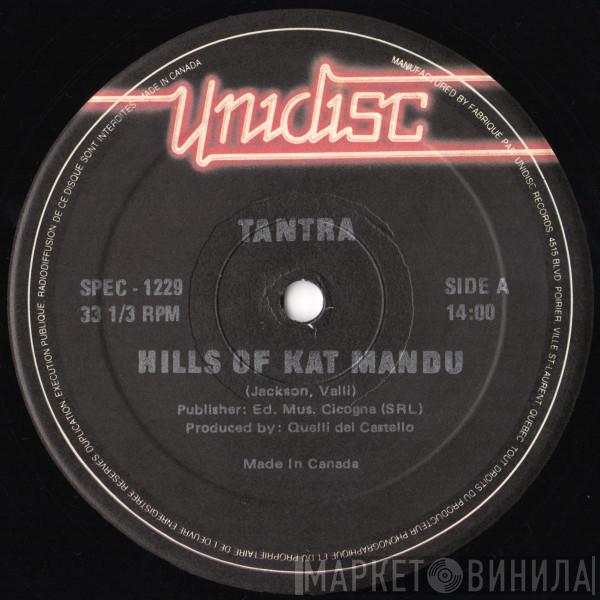 Unidisc
MADE IN CANADA
MANUFACTURED BY FABRIQUE PAR UNIDISC RECORDS, 4515 BLVD. POIRIER, VILLE ST-LAURENT, QUEBEC TOUT DROITS DU PRODUCTEUR PHONOGRAPHIQUE ET DU PROPRIETAIRE DE L'OEUVRE ENREGISTREE RESERVES DUPLICATION EXECUTION PUBLIQUE, RADIODIFFUSION DE CE DISQUE SONT INTERDITES
TANTRA
SPEC - 1229
33 1/3 RPM
SIDE A
14:00
HILLS OF KAT MANDU
(Jackson, Valli)
Publisher: Ed. Mus. Cicogna (SRL)
Produced by: Quelli del Castello
Made In Canada
МАРКЕТ ВИНИЛА